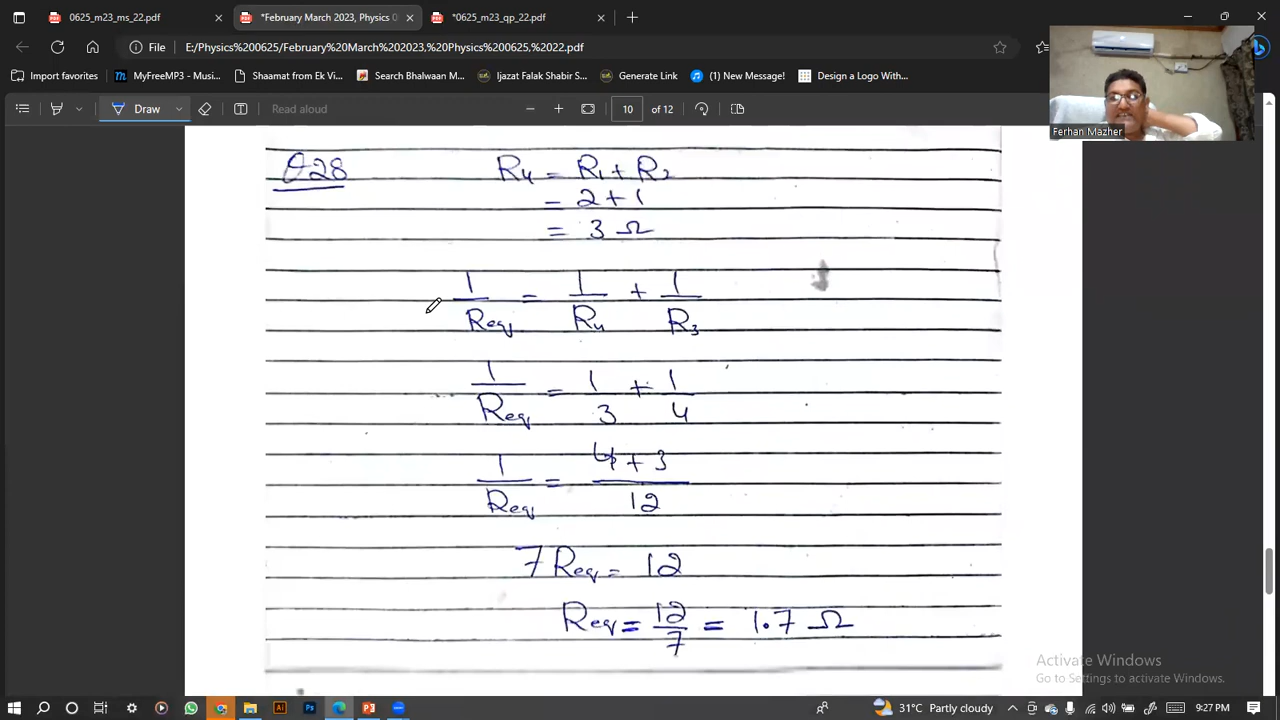 0625_m23_ms_22.pdf
*February March 2023, Physics 0
*0625_m23_qp_22.pdf
File
E:/Physics%200625/February%20March%202023,%20Physics%200625,%2022.pdf
Import favorites
MyFreeMP3 - Musi...
Shaamat from Ek Vi...
Search Bhalwaan M...
Ijazat Falak Shabir S...
Generate Link
(1) New Message!
Design a Logo With...
Draw
Read aloud
10 of 12
Ferhan Mazher
Q28
R4 = R1 + R2
= 2 + 1
= 3 Ω
1/Req = 1/R4 + 1/R3
1/Req = 1/3 + 1/4
1/Req = 4 + 3/12
7 Req = 12
Req = 12/7 = 1.7 Ω
Activate Windows
Go to Settings to activate Windows.
31°C Partly cloudy
9:27 PM